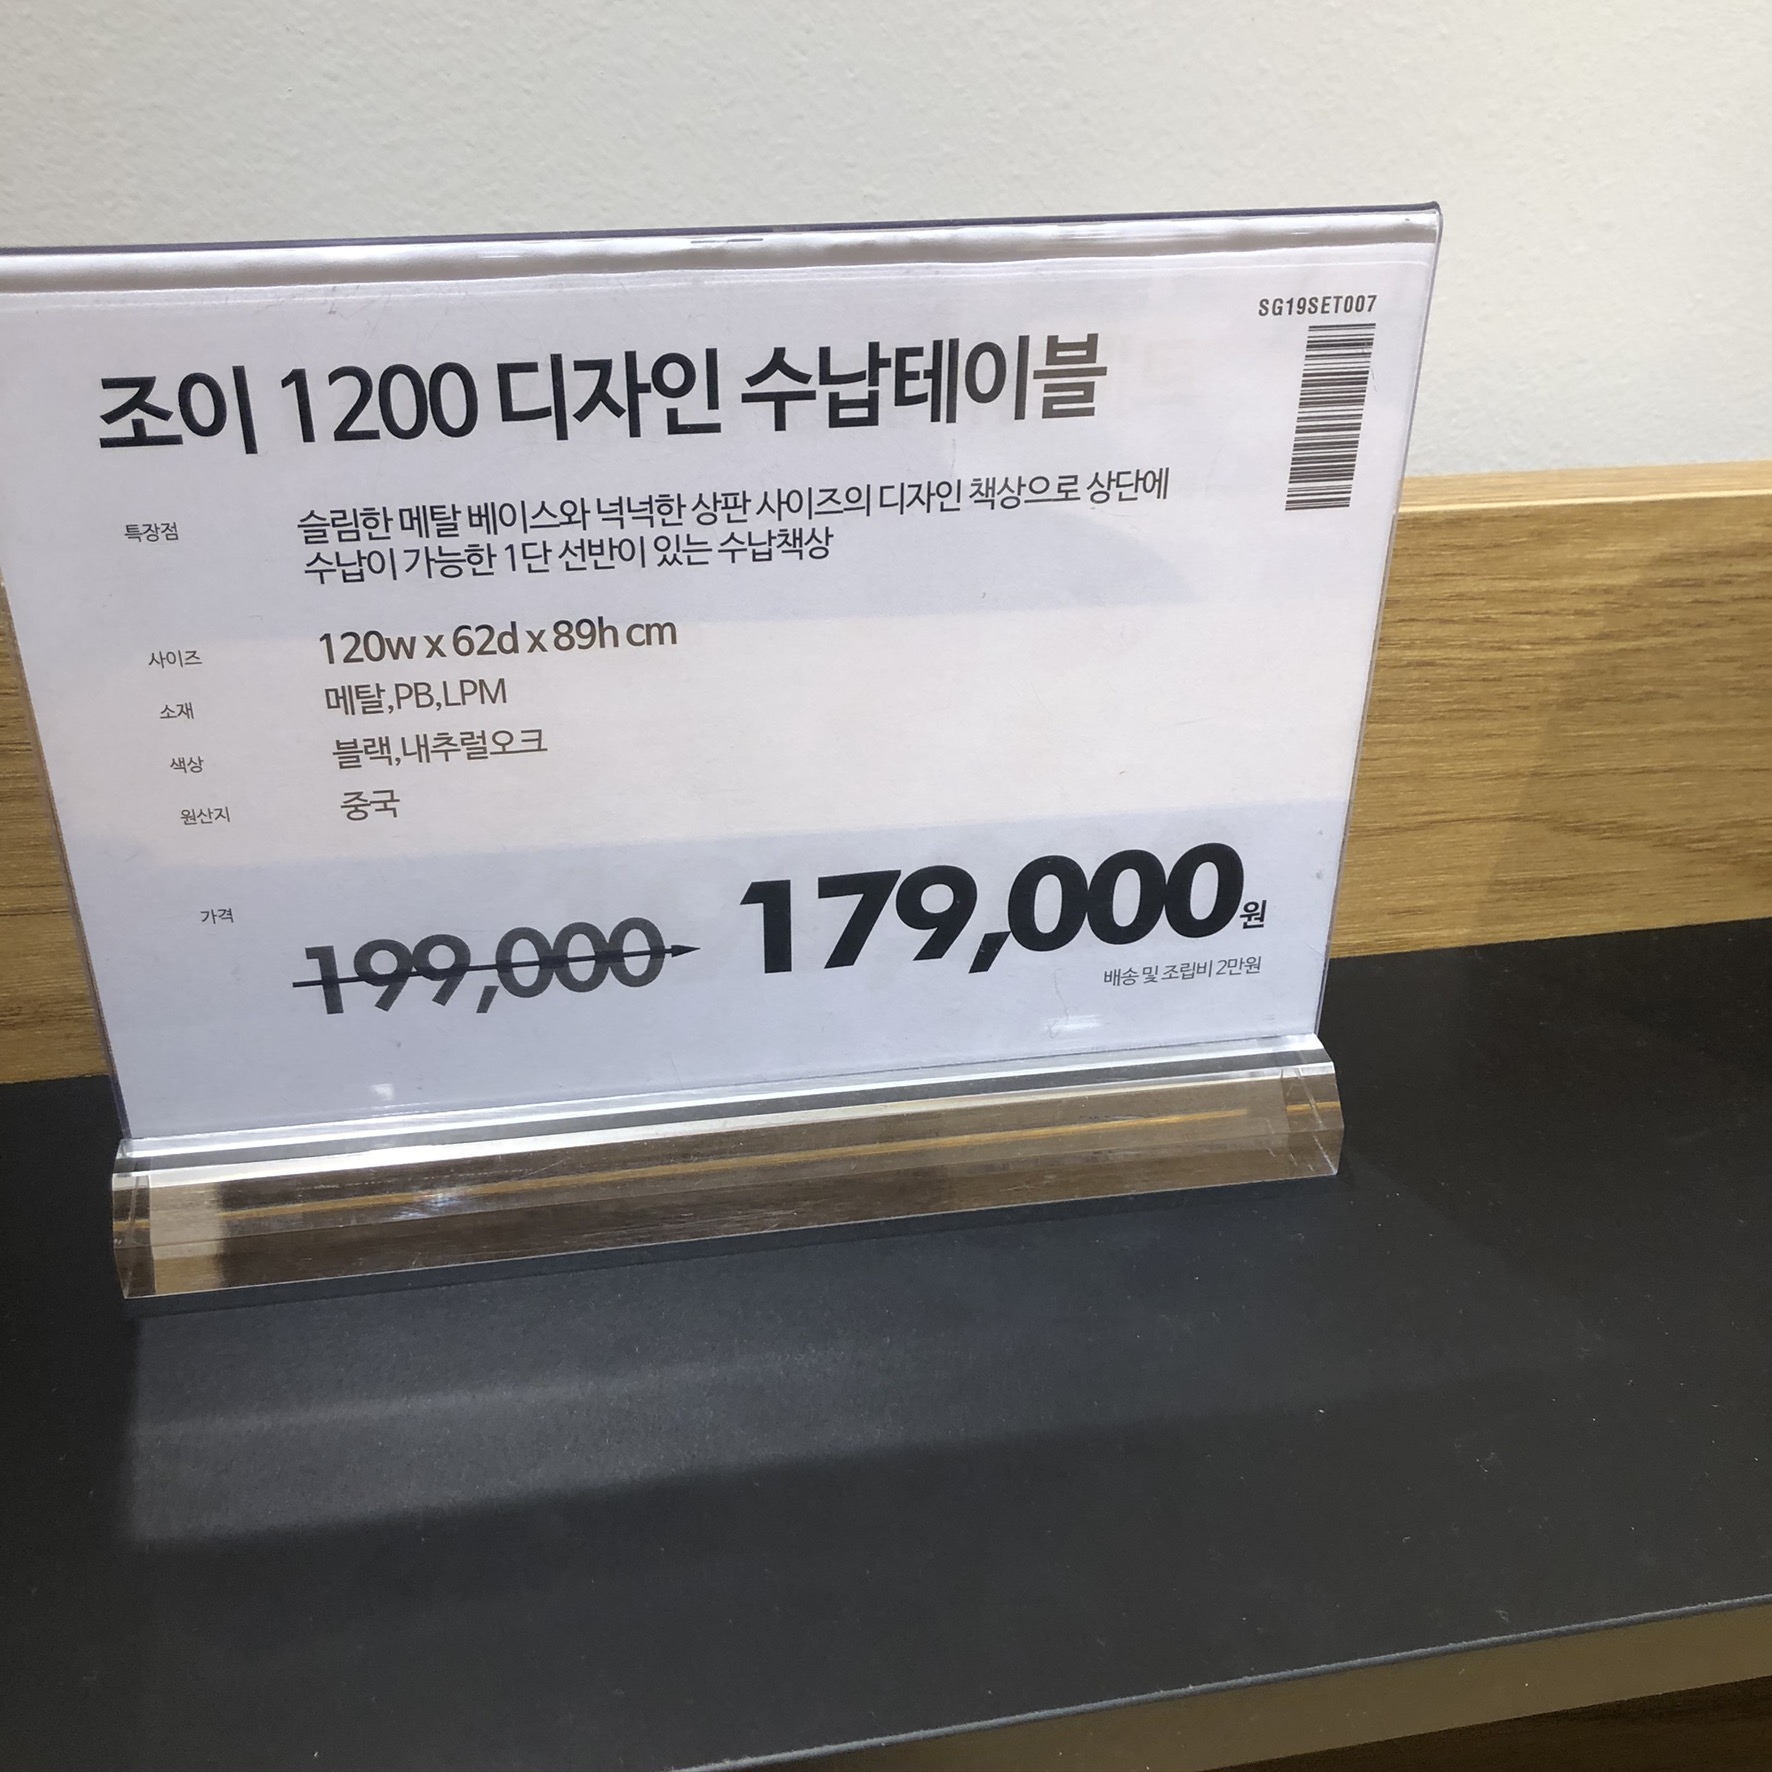 SG19SET007
조이 1200 디자인 수납테이블
특장점 슬림한 메탈 베이스와 넉넉한 상판 사이즈의 디자인 책상으로 상단에
수납이 가능한 1단 선반이 있는 수납책상
사이즈 120w x 62d x 89h cm
소재 메탈,PB,LPM
색상 블랙,내추럴오크
원산지 중국
가격 199,000 179,000원
배송 및 조립비 2만원